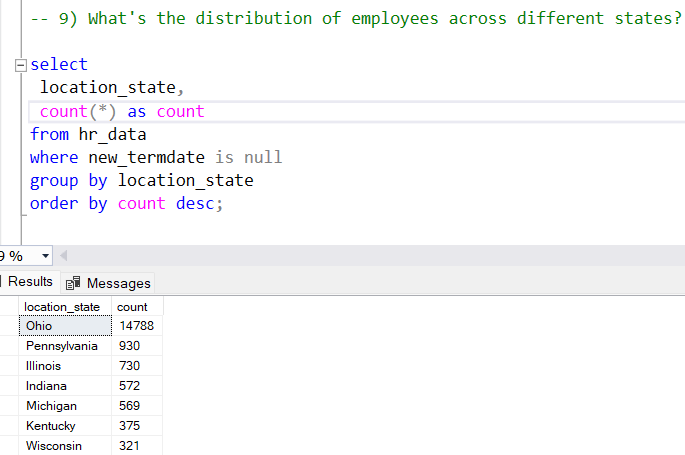 -- 9) What's the distribution of employees across different states?
select
location_state,
count(*) as count
from hr_data
where new_termdate is null
group by location_state
order by count desc;
9 %
Results Messages
location_state count
Ohio 14788
Pennsylvania 930
Illinois 730
Indiana 572
Michigan 569
Kentucky 375
Wisconsin 321